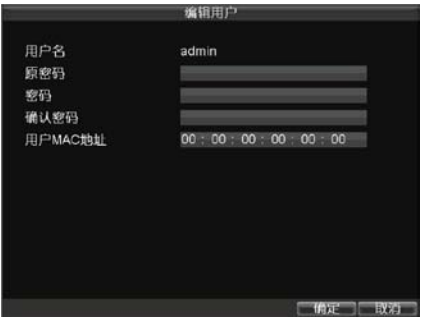 编辑用户
用户名 admin
原密码
密码
确认密码
用户MAC地址 00 : 00 : 00 : 00 : 00 : 00
确定 取消